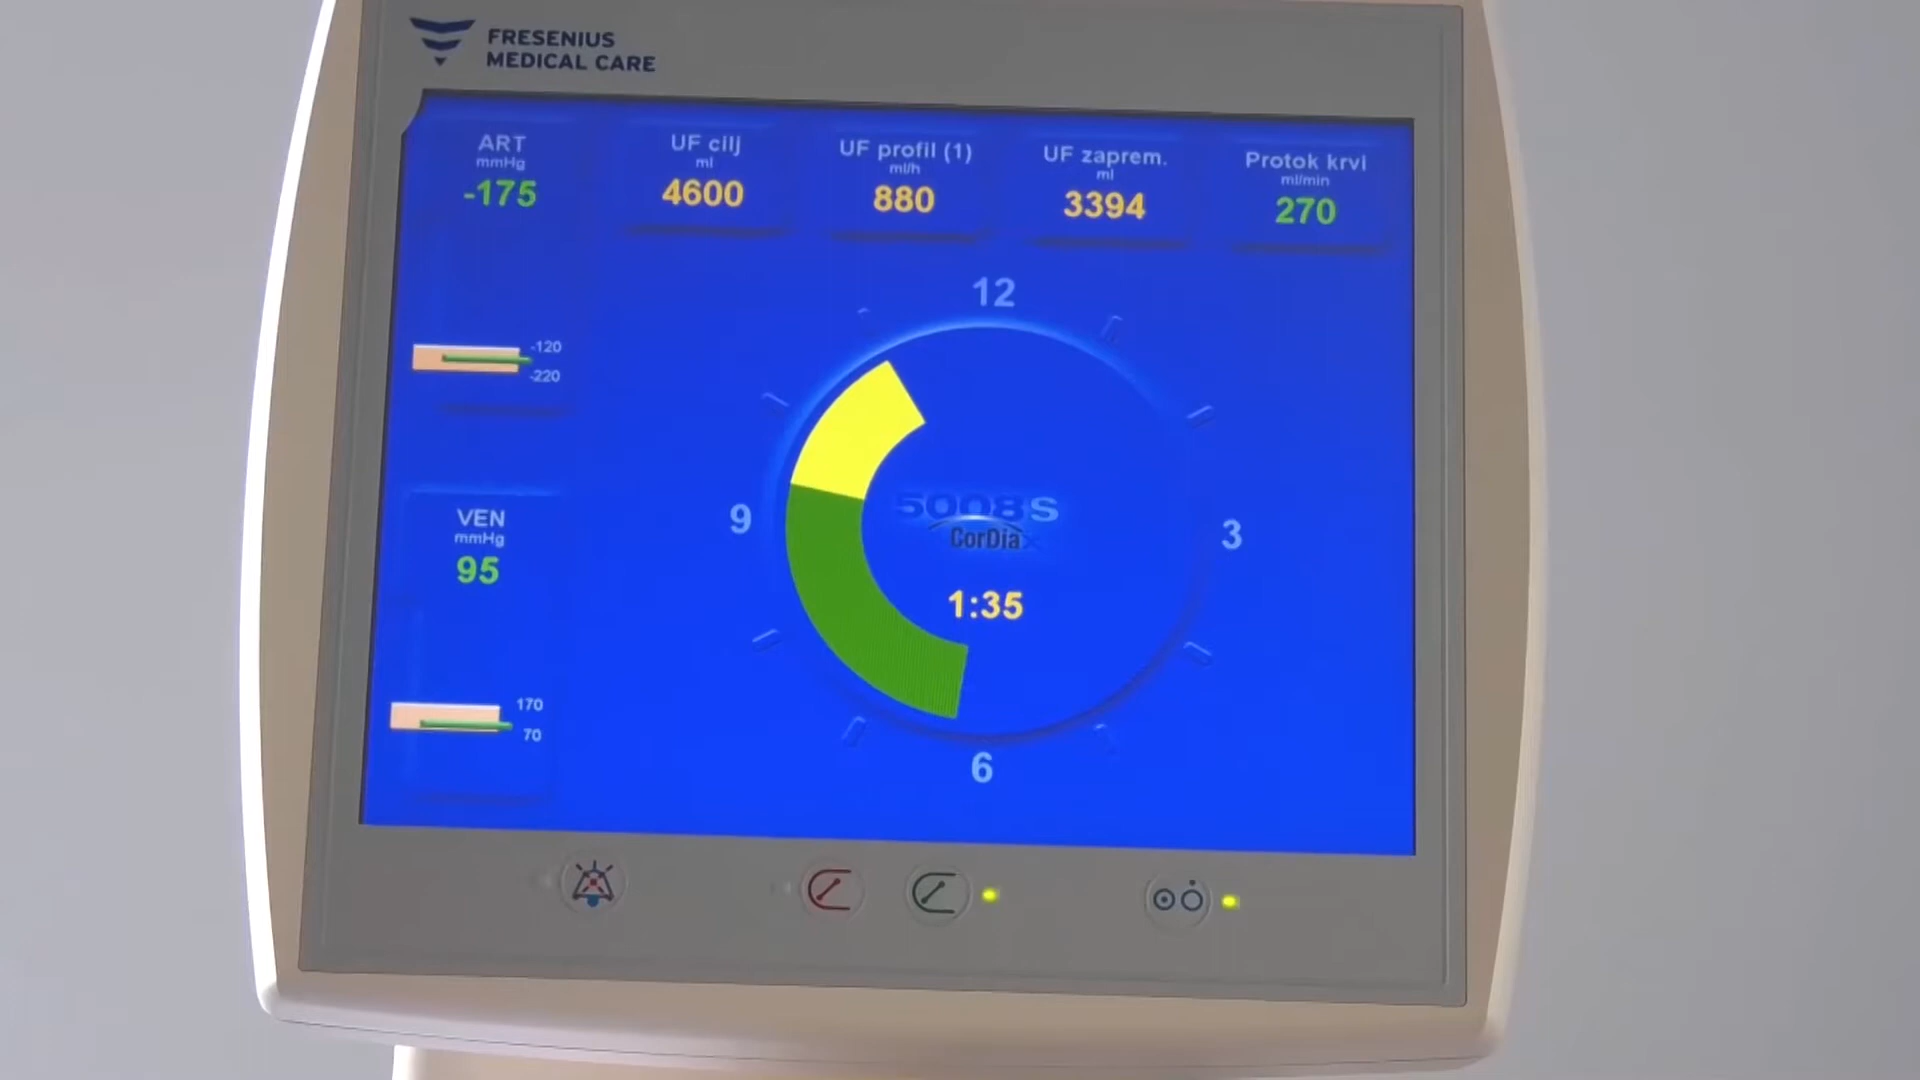 FRESENIUS
MEDICAL CARE
ART
mmHg
-175
UF cilj
ml
4600
UF profil (1)
ml/h
880
UF zaprem.
ml
3394
Protok krvi
ml/min
270
-120
-220
VEN
mmHg
95
170
70
12
9
3
6
5008S
CorDiax
1:35